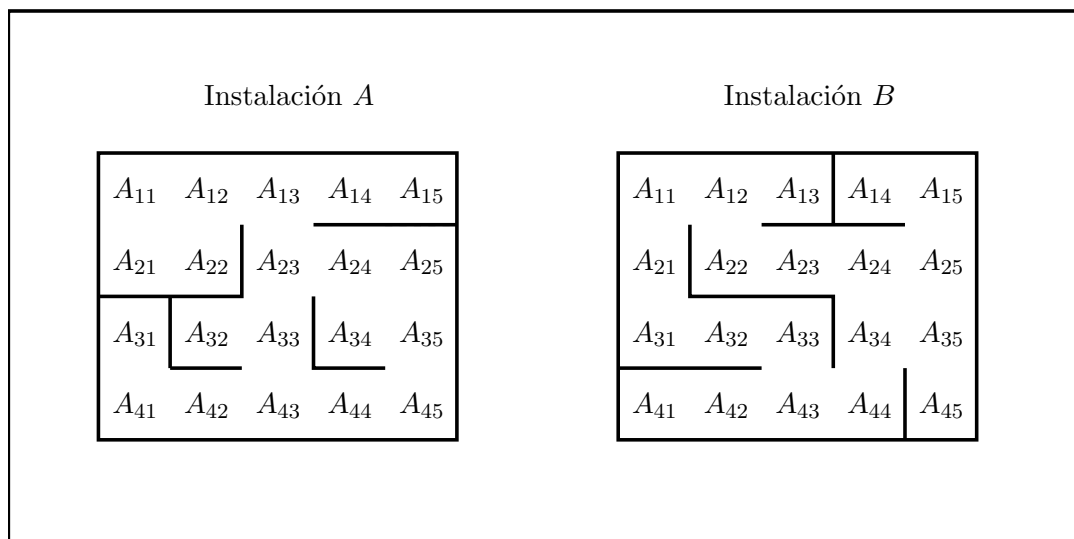 Instalación A
Instalación B
A11 A12 A13 A14 A15
A21 A22 A23 A24 A25
A31 A32 A33 A34 A35
A41 A42 A43 A44 A45
A11 A12 A13 A14 A15
A21 A22 A23 A24 A25
A31 A32 A33 A34 A35
A41 A42 A43 A44 A45